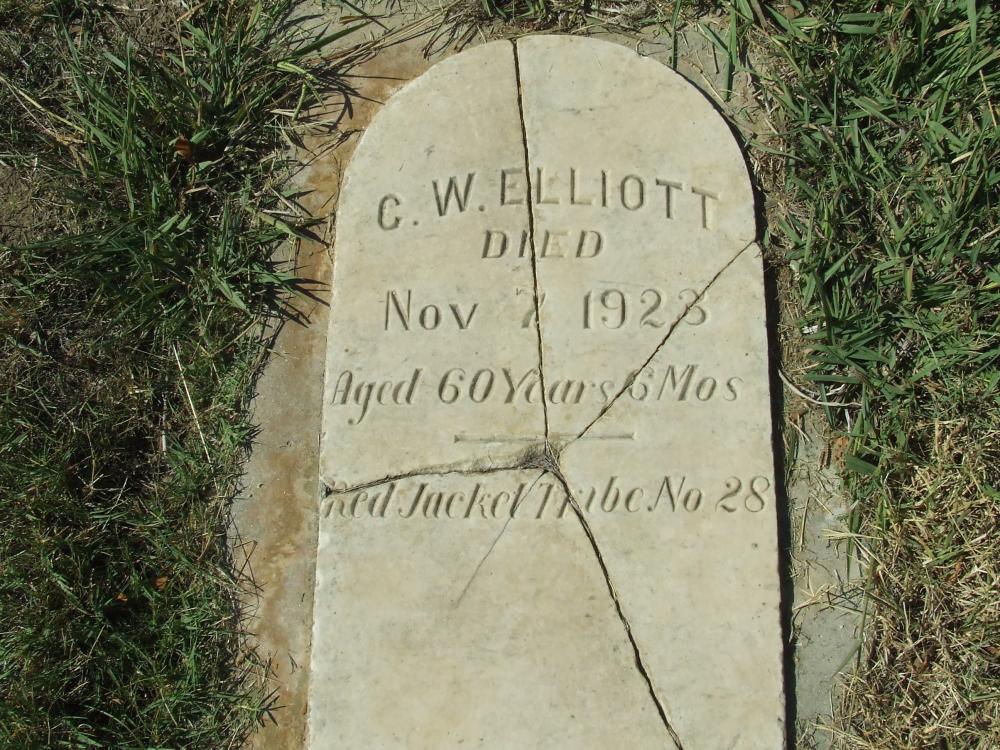 C. W. ELLIOTT
DIED
Nov 7 1923
Aged 60 Years 6 Mos
Red Jacket Tribe No 28